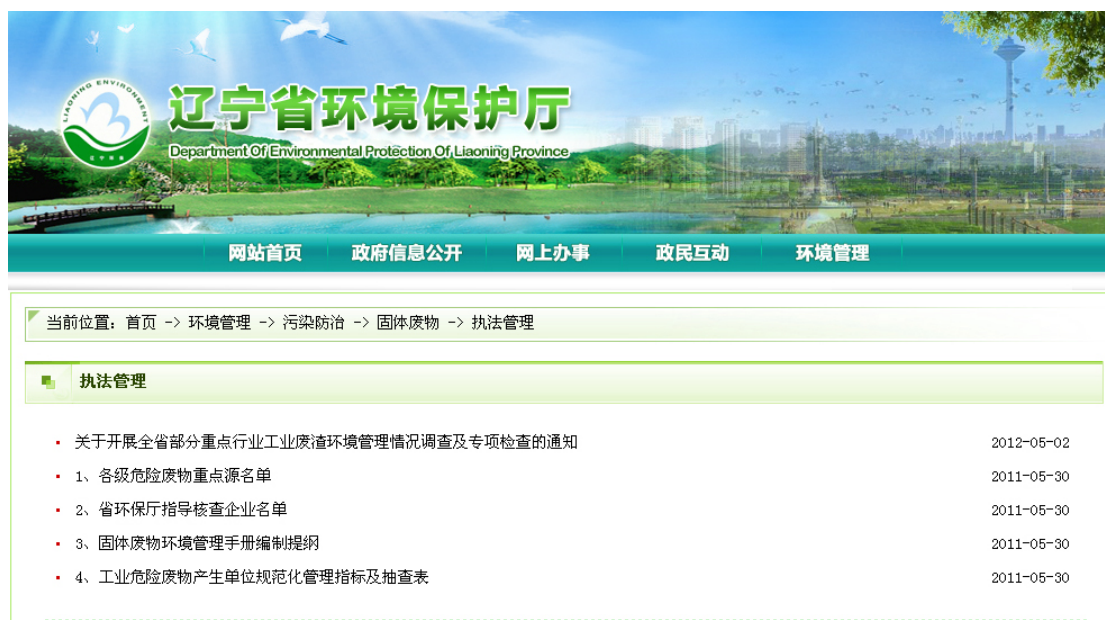 LIAONING ENVIRONMENT
辽宁省环境保护厅
Department Of Environmental Protection Of Liaoning Province
网站首页 政府信息公开 网上办事 政民互动 环境管理
当前位置：首页 -> 环境管理 -> 污染防治 -> 固体废物 -> 执法管理
执法管理
关于开展全省部分重点行业工业废渣环境管理情况调查及专项检查的通知 2012-05-02
1、各级危险废物重点源名单 2011-05-30
2、省环保厅指导核查企业名单 2011-05-30
3、固体废物环境管理手册编制提纲 2011-05-30
4、工业危险废物产生单位规范化管理指标及抽查表 2011-05-30